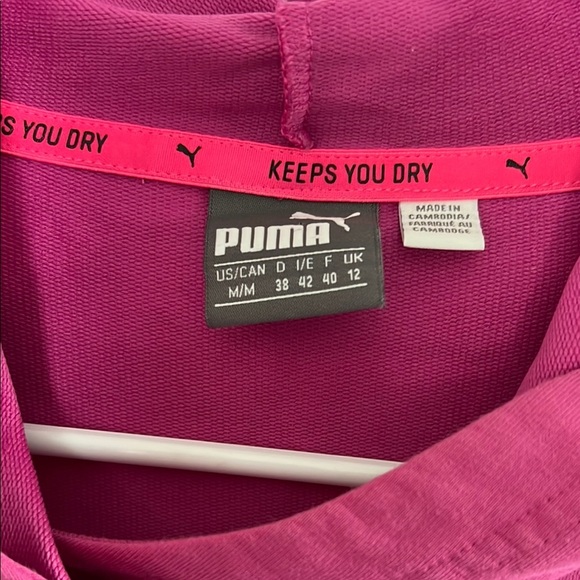 PS YOU DRY KEEPS YOU DRY
PUMA
US/CAN D I/E F UK
M/M 38 42 40 12
MADE IN
CAMBODIA/
FABRIQUÉ AU
CAMBODGE